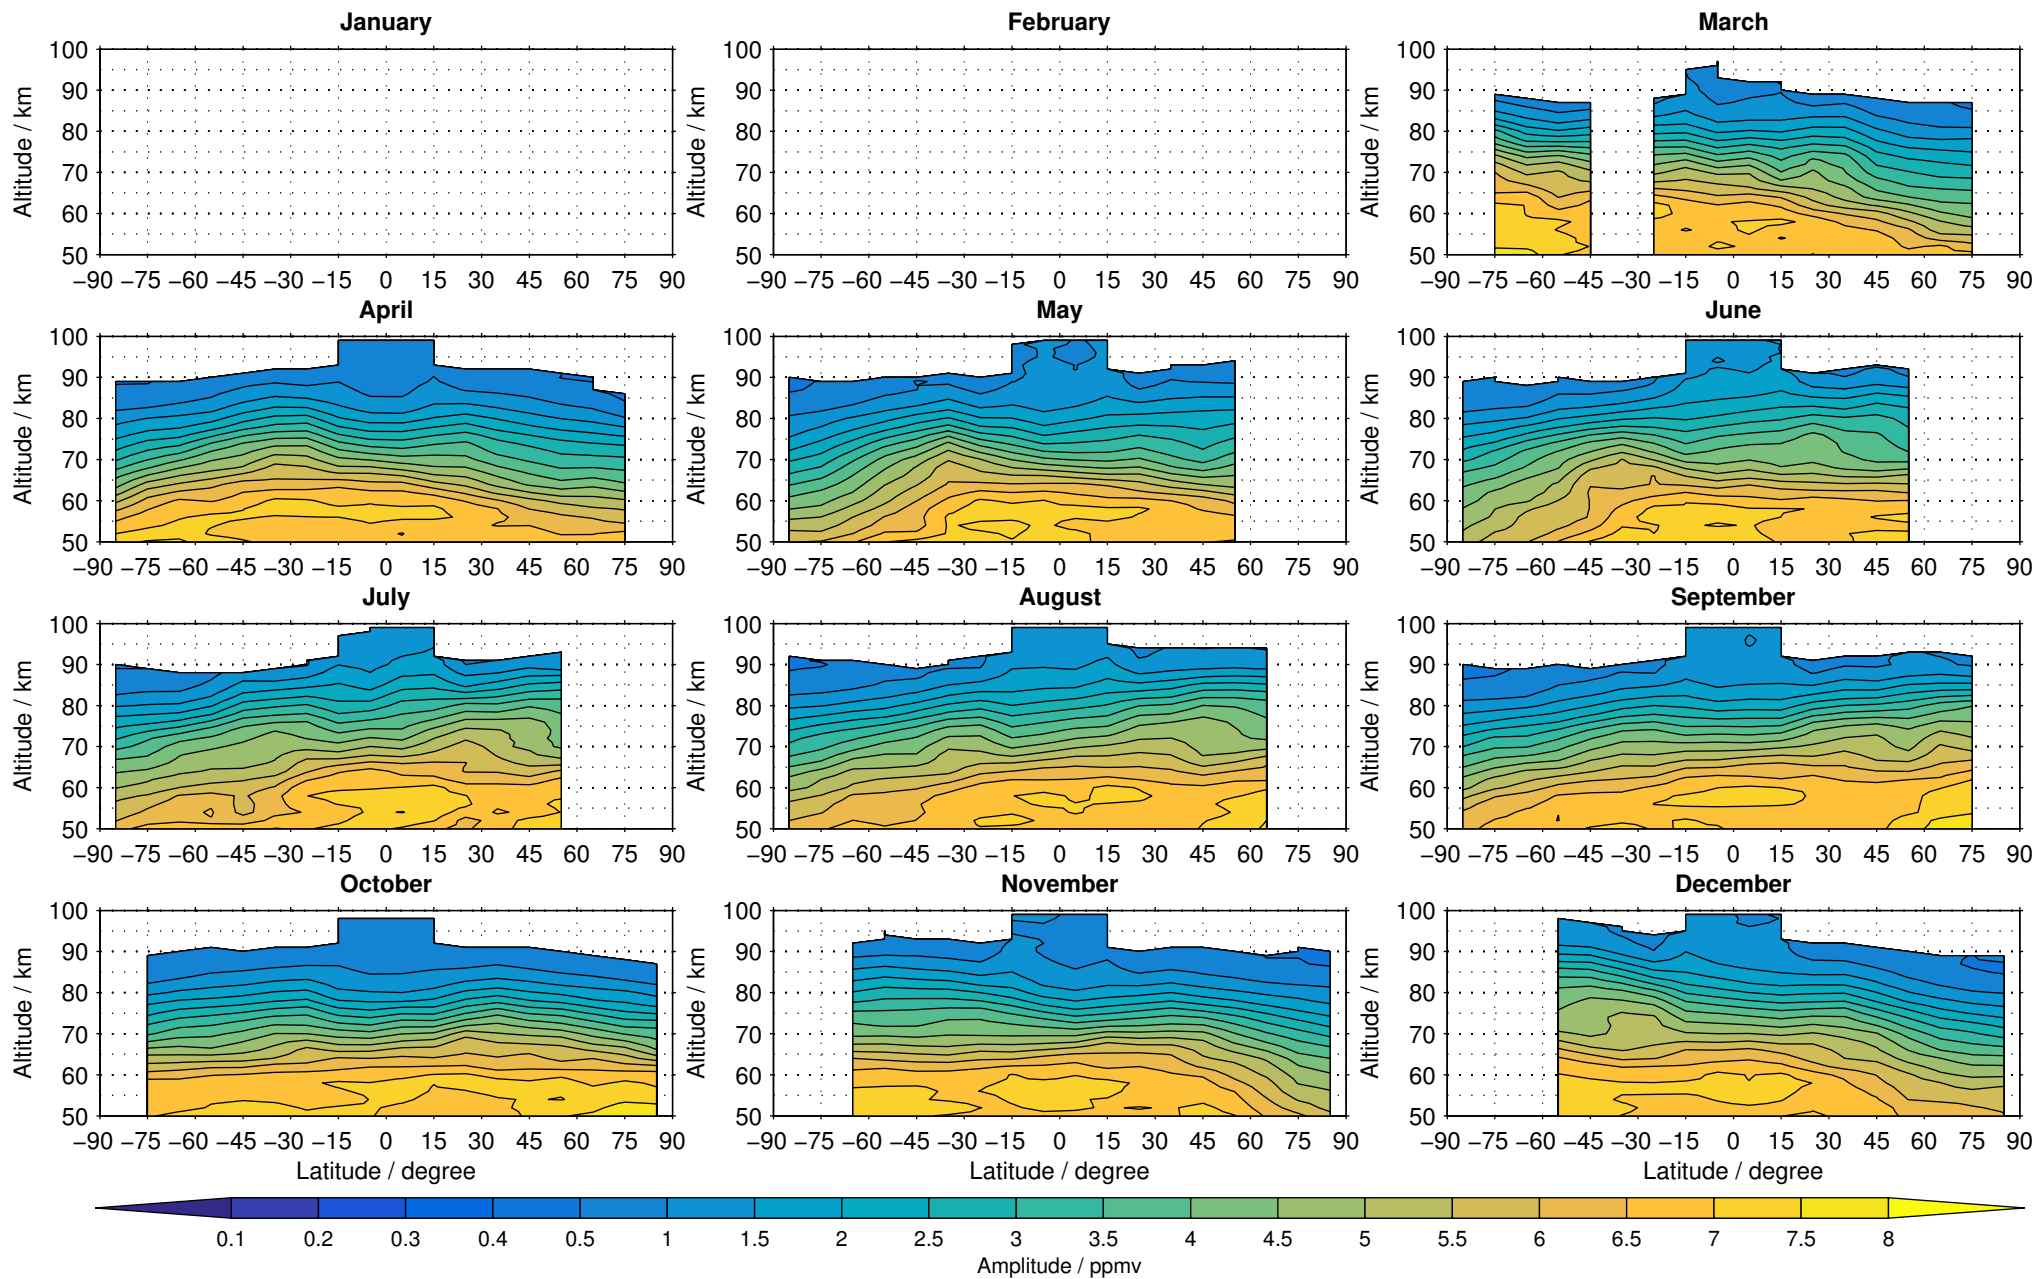 January February March
100 100 100
90 90 90
80 80 80
70 70 70
60 60 60
50 50 50
Altitude / km Altitude / km Altitude / km
−90 −75 −60 −45 −30 −15 0 15 30 45 60 75 90 −90 −75 −60 −45 −30 −15 0 15 30 45 60 75 90 −90 −75 −60 −45 −30 −15 0 15 30 45 60 75 90
April May June
100 100 100
90 90 90
80 80 80
70 70 70
60 60 60
50 50 50
Altitude / km Altitude / km Altitude / km
−90 −75 −60 −45 −30 −15 0 15 30 45 60 75 90 −90 −75 −60 −45 −30 −15 0 15 30 45 60 75 90 −90 −75 −60 −45 −30 −15 0 15 30 45 60 75 90
July August September
100 100 100
90 90 90
80 80 80
70 70 70
60 60 60
50 50 50
Altitude / km Altitude / km Altitude / km
−90 −75 −60 −45 −30 −15 0 15 30 45 60 75 90 −90 −75 −60 −45 −30 −15 0 15 30 45 60 75 90 −90 −75 −60 −45 −30 −15 0 15 30 45 60 75 90
October November December
100 100 100
90 90 90
80 80 80
70 70 70
60 60 60
50 50 50
Altitude / km Altitude / km Altitude / km
−90 −75 −60 −45 −30 −15 0 15 30 45 60 75 90 −90 −75 −60 −45 −30 −15 0 15 30 45 60 75 90 −90 −75 −60 −45 −30 −15 0 15 30 45 60 75 90
Latitude / degree Latitude / degree Latitude / degree
0.1 0.2 0.3 0.4 0.5 1 1.5 2 2.5 3 3.5 4 4.5 5 5.5 6 6.5 7 7.5 8
Amplitude / ppmv